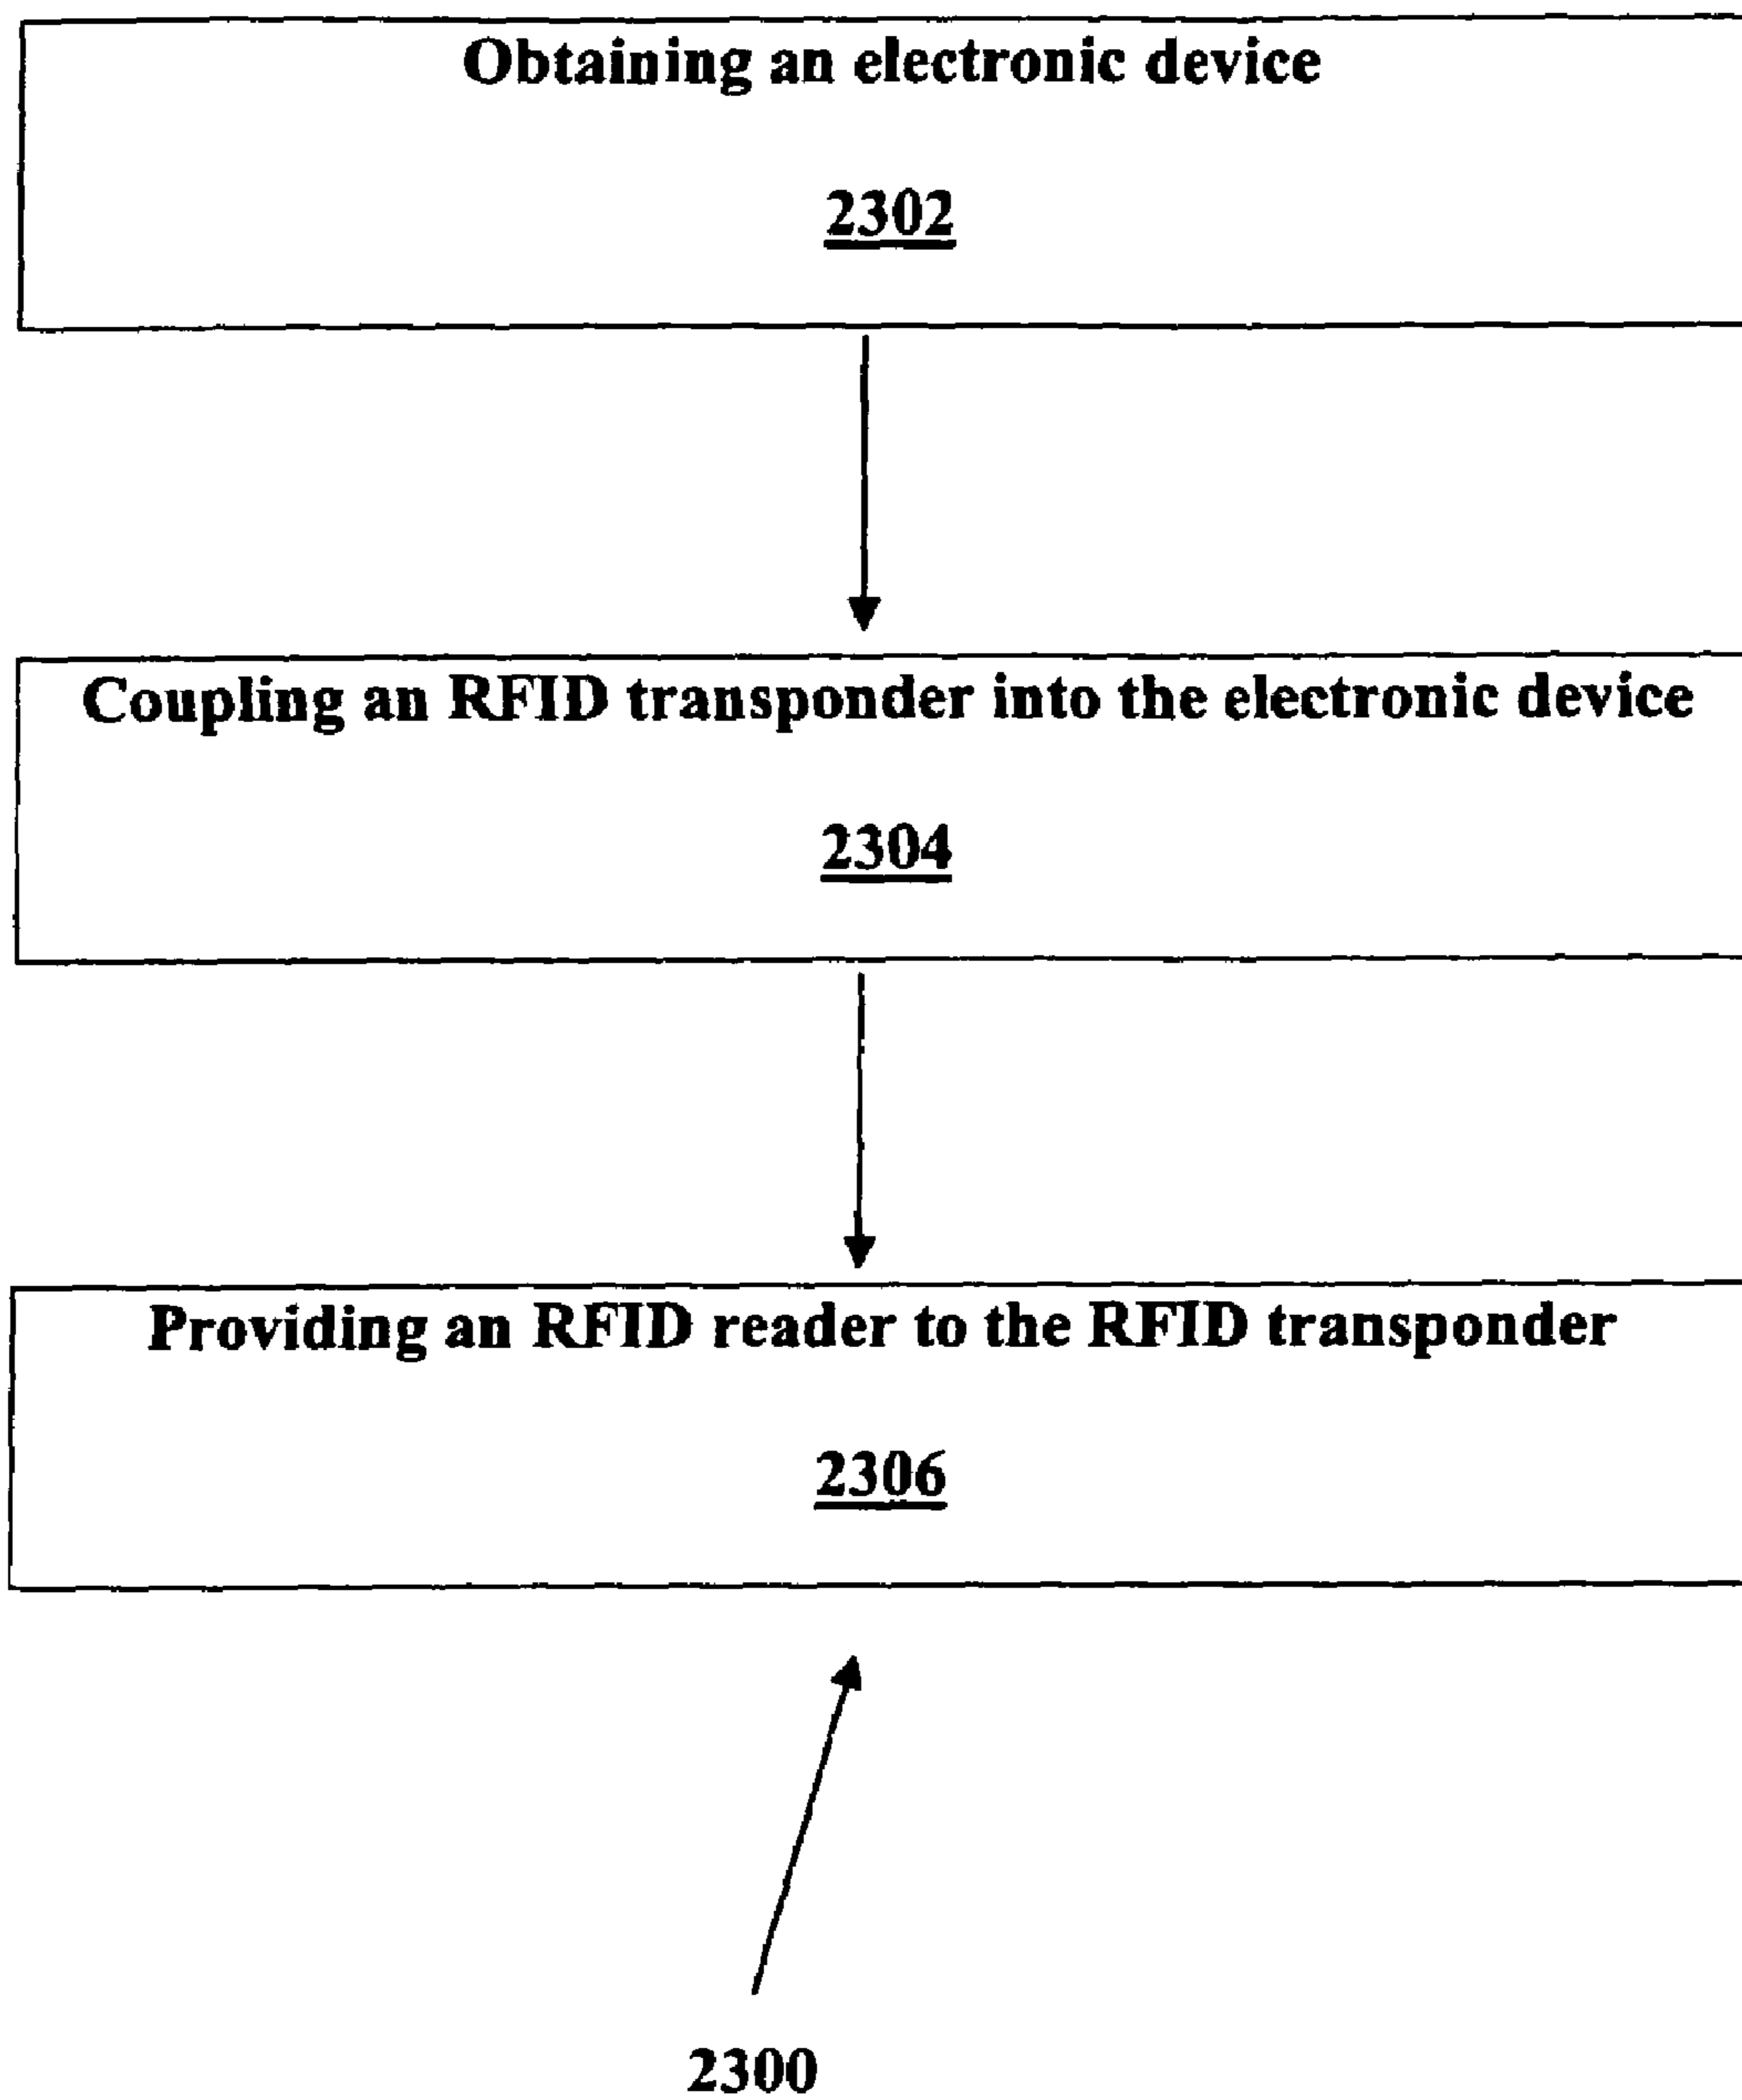 Obtaining an electronic device
2302
Coupling an RFID transponder into the electronic device
2304
Providing an RFID reader to the RFID transponder
2306
2300